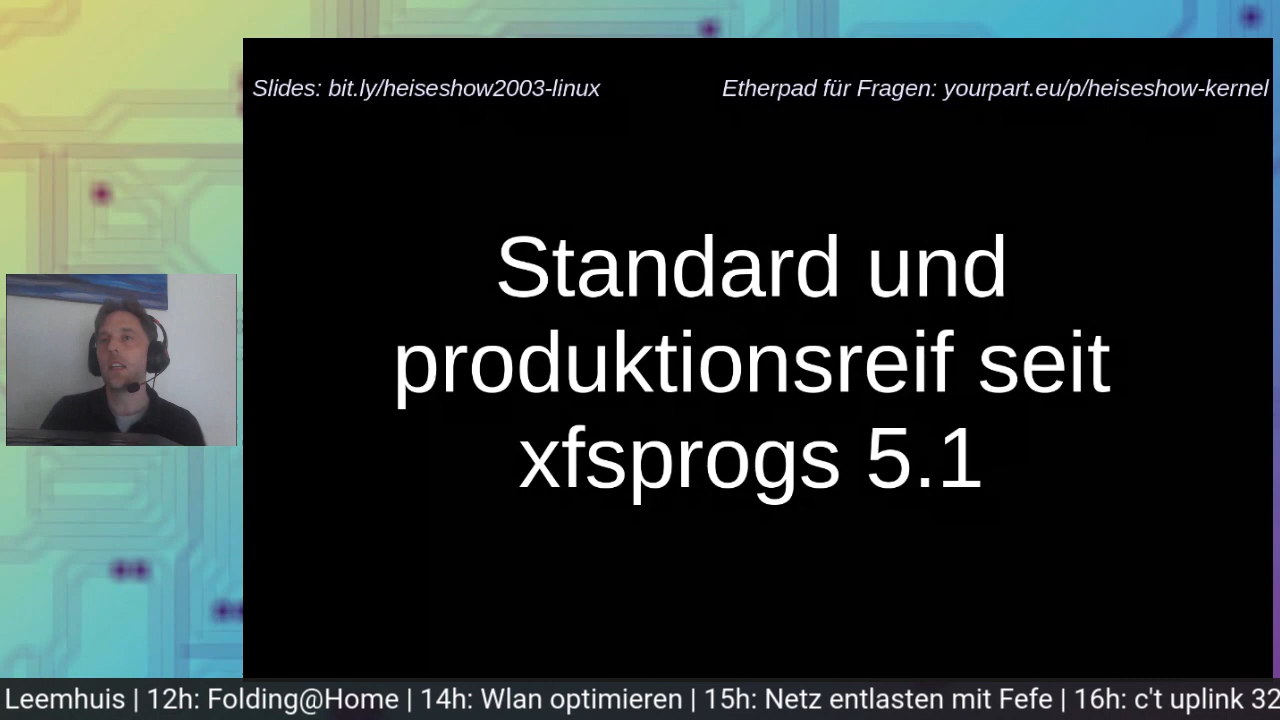 Slides: bit.ly/heiseshow2003-linux
Etherpad für Fragen: yourpart.eu/p/heiseshow-kernel
Standard und
produktionsreif seit
xfsprogs 5.1
Leemhuis | 12h: Folding@Home | 14h: Wlan optimieren | 15h: Netz entlasten mit Fefe | 16h: c't uplink 32